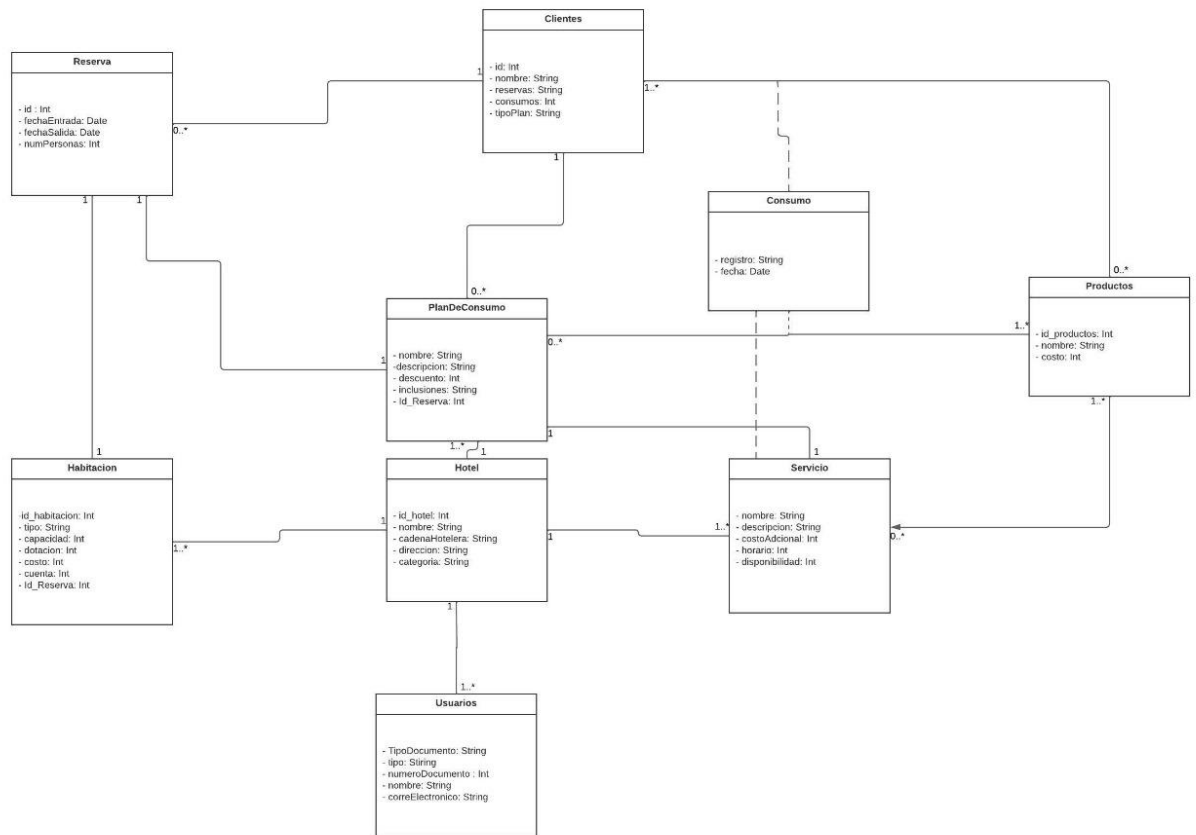 Clientes
- id: Int
- nombre: String
- reservas: String
- consumos: Int
- tipoPlan: String
1
1..*
1
Reserva
- id : Int
- fechaEntrada: Date
- fechaSalida: Date
- numPersonas: Int
0..*
1
1
Consumo
- registro: String
- fecha: Date
0..*
Productos
- id_productos: Int
- nombre: String
- costo: Int
1..*
1..*
0..*
PlanDeConsumo
- nombre: String
-descripcion: String
- descuento: Int
- inclusiones: String
- Id_Reserva: Int
1
0..*
1
1..*
1
Habitacion
-id_habitacion: Int
- tipo: String
- capacidad: Int
- dotacion: Int
- costo: Int
- cuenta: Int
- Id_Reserva: Int
1..*
1
Hotel
- id_hotel: Int
- nombre: String
- cadenaHotelera: String
- direccion: String
- categoria: String
1
1
1
1
Servicio
- nombre: String
- descripcion: String
- costoAdcional: Int
- horario: Int
- disponibilidad: Int
1..*
0..*
1..*
Usuarios
- TipoDocumento: String
- tipo: Stiring
- numeroDocumento : Int
- nombre: String
- correElectronico: String